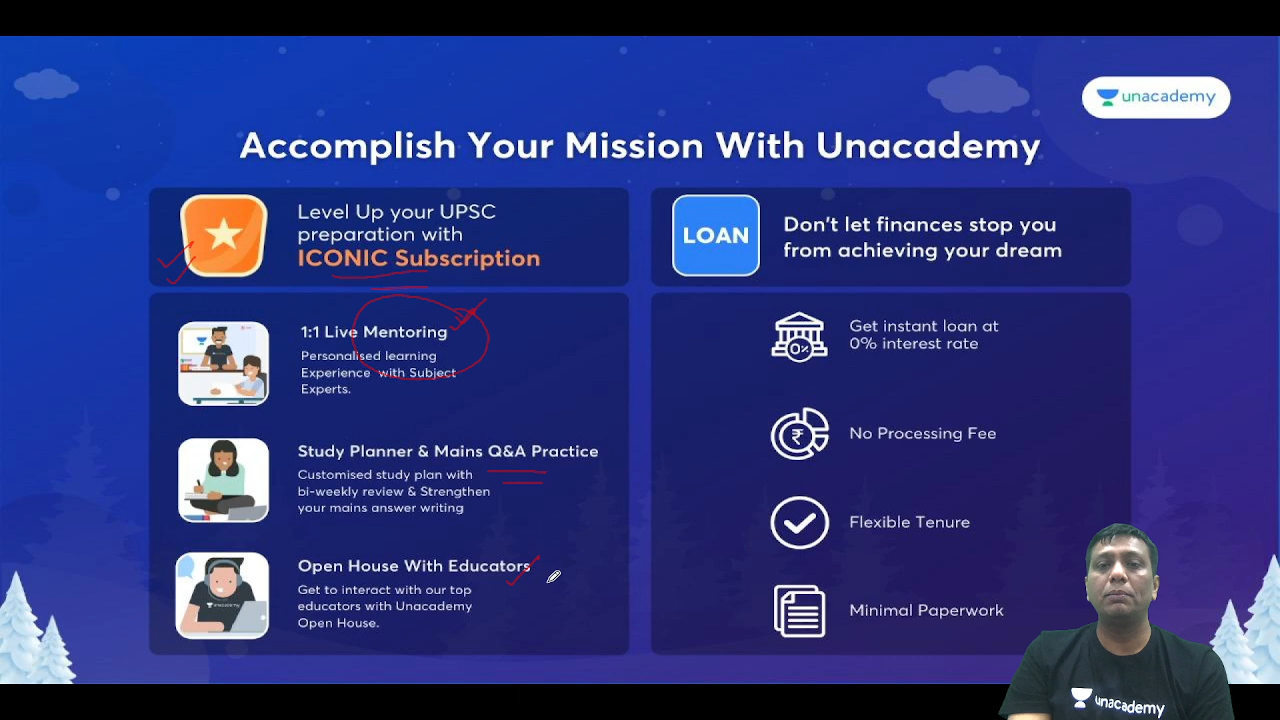 unacademy
Accomplish Your Mission With Unacademy
Level Up your UPSC
preparation with
ICONIC Subscription
1:1 Live Mentoring
Personalised learning
Experience with Subject
Experts.
Study Planner & Mains Q&A Practice
Customised study plan with
bi-weekly review & Strengthen
your mains answer writing
Open House With Educators
Get to interact with our top
educators with Unacademy
Open House.
LOAN
Don't let finances stop you
from achieving your dream
0%
Get instant loan at
0% interest rate
₹
No Processing Fee
Flexible Tenure
Minimal Paperwork
unacademy